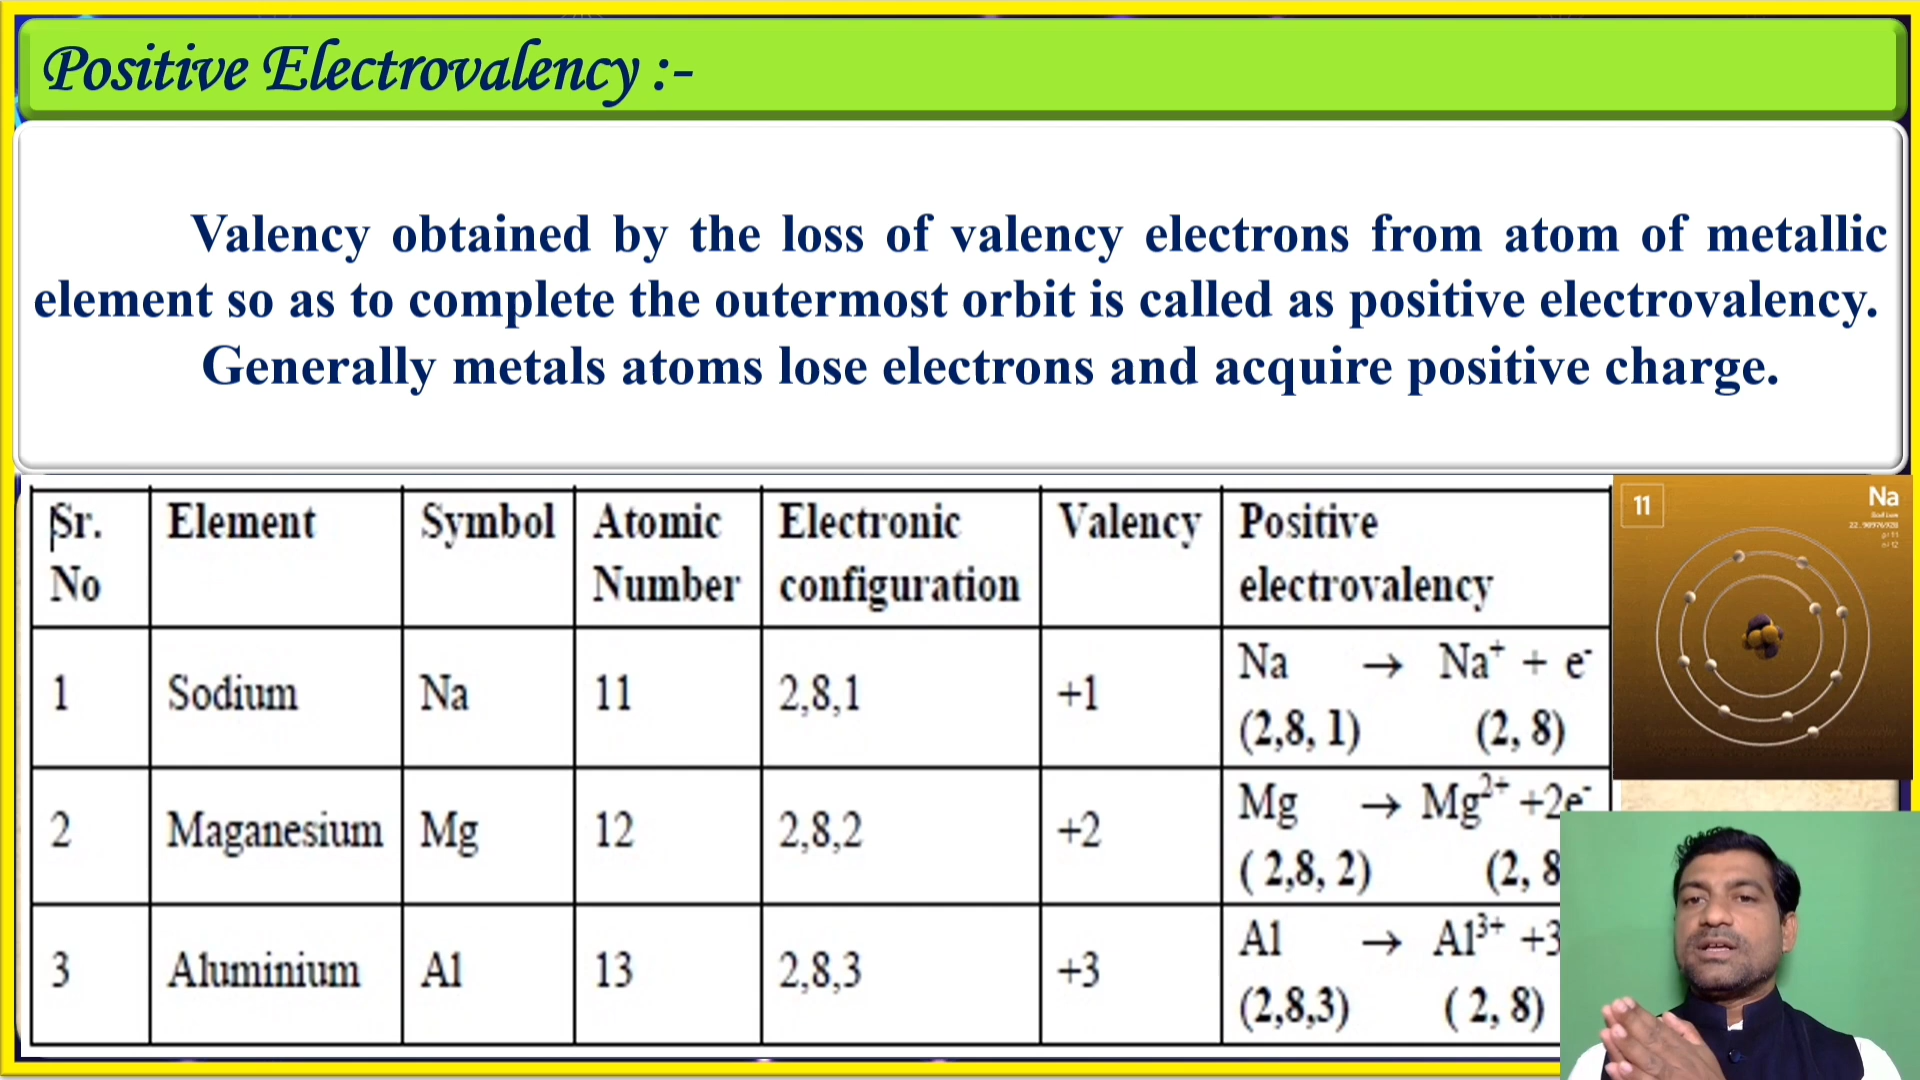 Positive Electrovalency :-
Valency obtained by the loss of valency electrons from atom of metallic
element so as to complete the outermost orbit is called as positive electrovalency.
Generally metals atoms lose electrons and acquire positive charge.
Sr. No Element Symbol Atomic Number Electronic configuration Valency Positive electrovalency
1 Sodium Na 11 2,8,1 +1 Na → Na⁺ + e⁻
(2,8, 1) (2, 8)
2 Maganesium Mg 12 2,8,2 +2 Mg → Mg²⁺ +2e⁻
( 2,8, 2) (2, 8
3 Aluminium Al 13 2,8,3 +3 Al → Al³⁺ +3
(2,8,3) ( 2, 8)
11
Na
Sodium